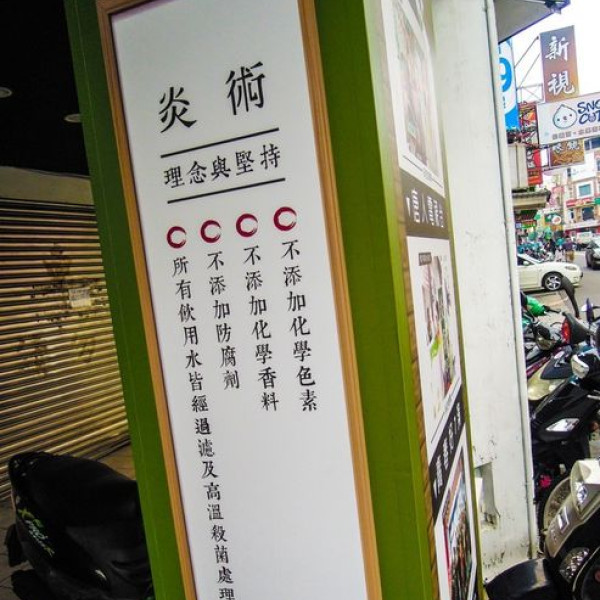 炎術
理念與堅持
不添加化學色素
不添加化學香料
不添加防腐劑
所有飲用水皆經過濾及高溫殺菌處理
新視
9